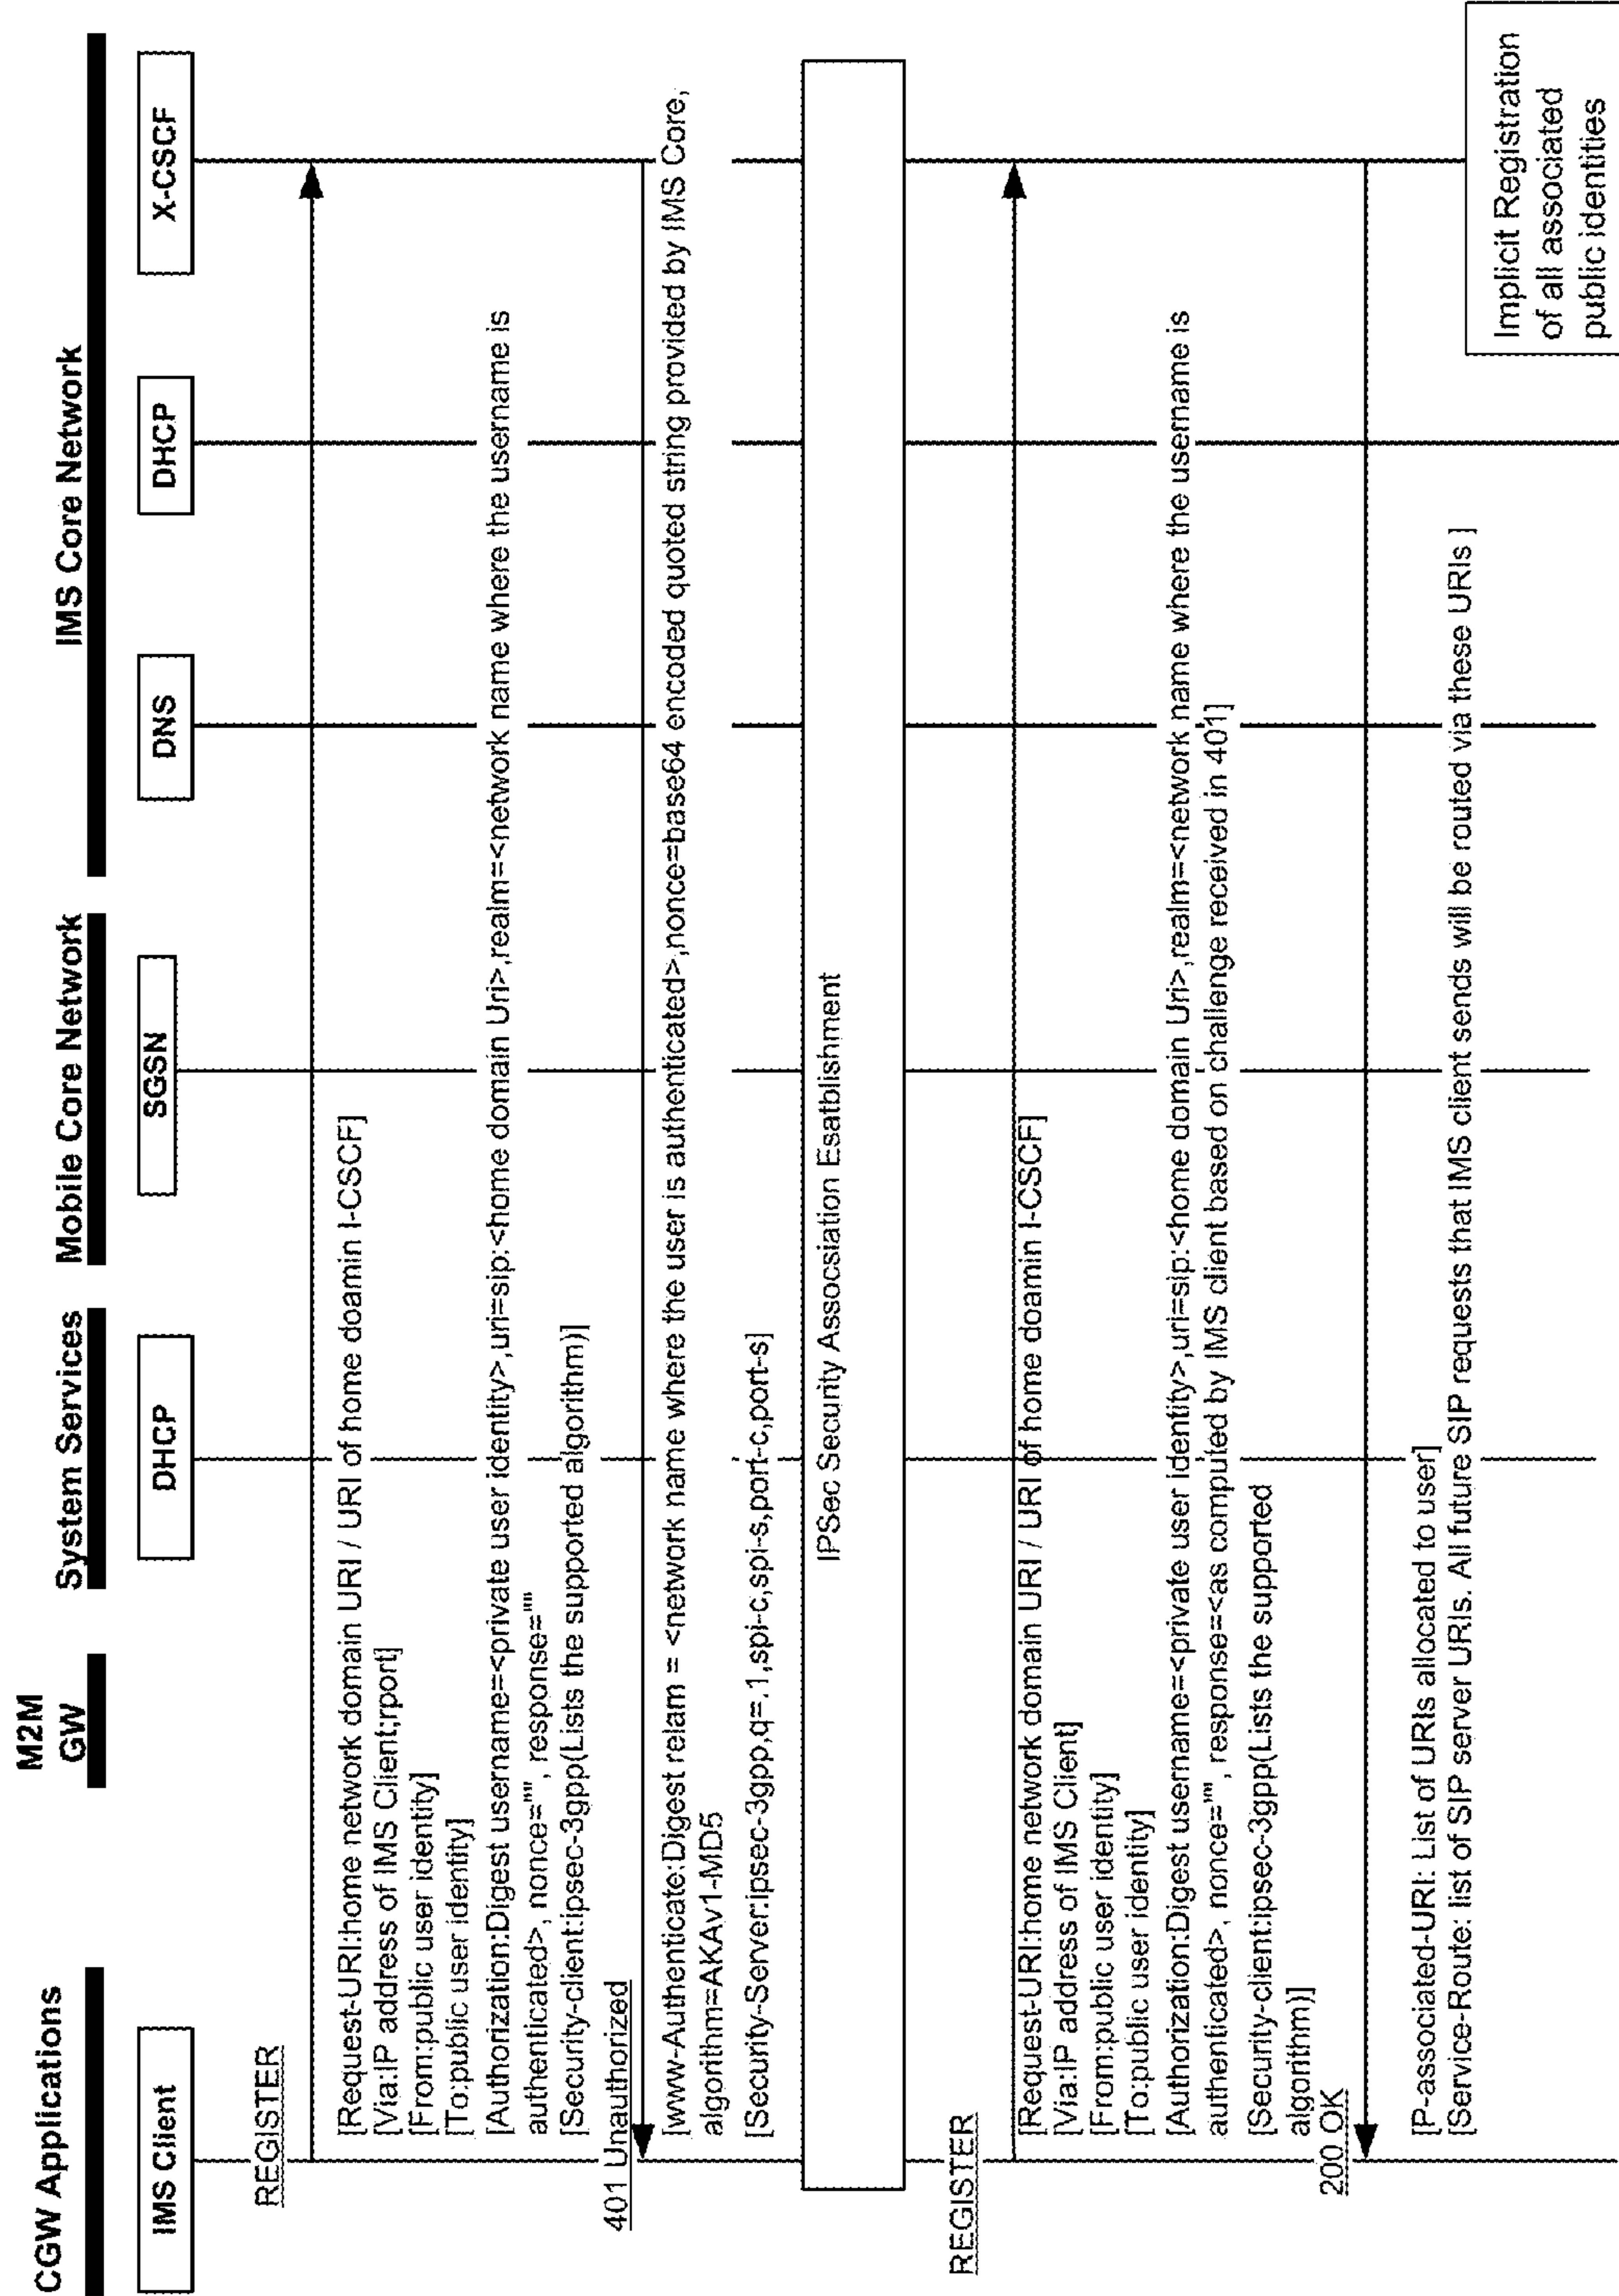 CGW Applications
M2M
GW
System Services
Mobile Core Network
IMS Core Network
IMS Client
DHCP
SGSN
DNS
DHCP
X-CSCF
REGISTER
[Request-URI:home network domain URI / URI of home doamin I-CSCF]
[Via:IP address of IMS Client;rport]
[From:public user identity]
[To:public user identity]
[Authorization:Digest username=<private user identity>,uri=sip:<home domain Uri>,realm=<network name where the username is
authenticated>, nonce="", response=""
[Security-client:ipsec-3gpp(Lists the supported algorithm)]
401 Unauthorized
[www-Authenticate:Digest relam = <network name where the user is authenticated>,nonce=base64 encoded quoted string provided by IMS Core,
algorithm=AKAv1-MD5
[Security-Server:ipsec-3gpp,q=.1,spi-c,spi-s,port-c,port-s]
IPSec Security Assocsiation Esatblishment
REGISTER
[Request-URI:home network domain URI / URI of home doamin I-CSCF]
[Via:IP address of IMS Client]
[From:public user identity]
[To:public user identity]
[Authorization:Digest username=<private user identity>,uri=sip:<home domain Uri>,realm=<network name where the username is
authenticated>, nonce="", response=<as computed by IMS client based on challenge received in 401]
[Security-client:ipsec-3gpp(Lists the supported
algorithm)]
200 OK
[P-associated-URI: List of URIs allocated to user]
[Service-Route: list of SIP server URIs. All future SIP requests that IMS client sends will be routed via these URIs ]
Implicit Registration
of all associated
public identities